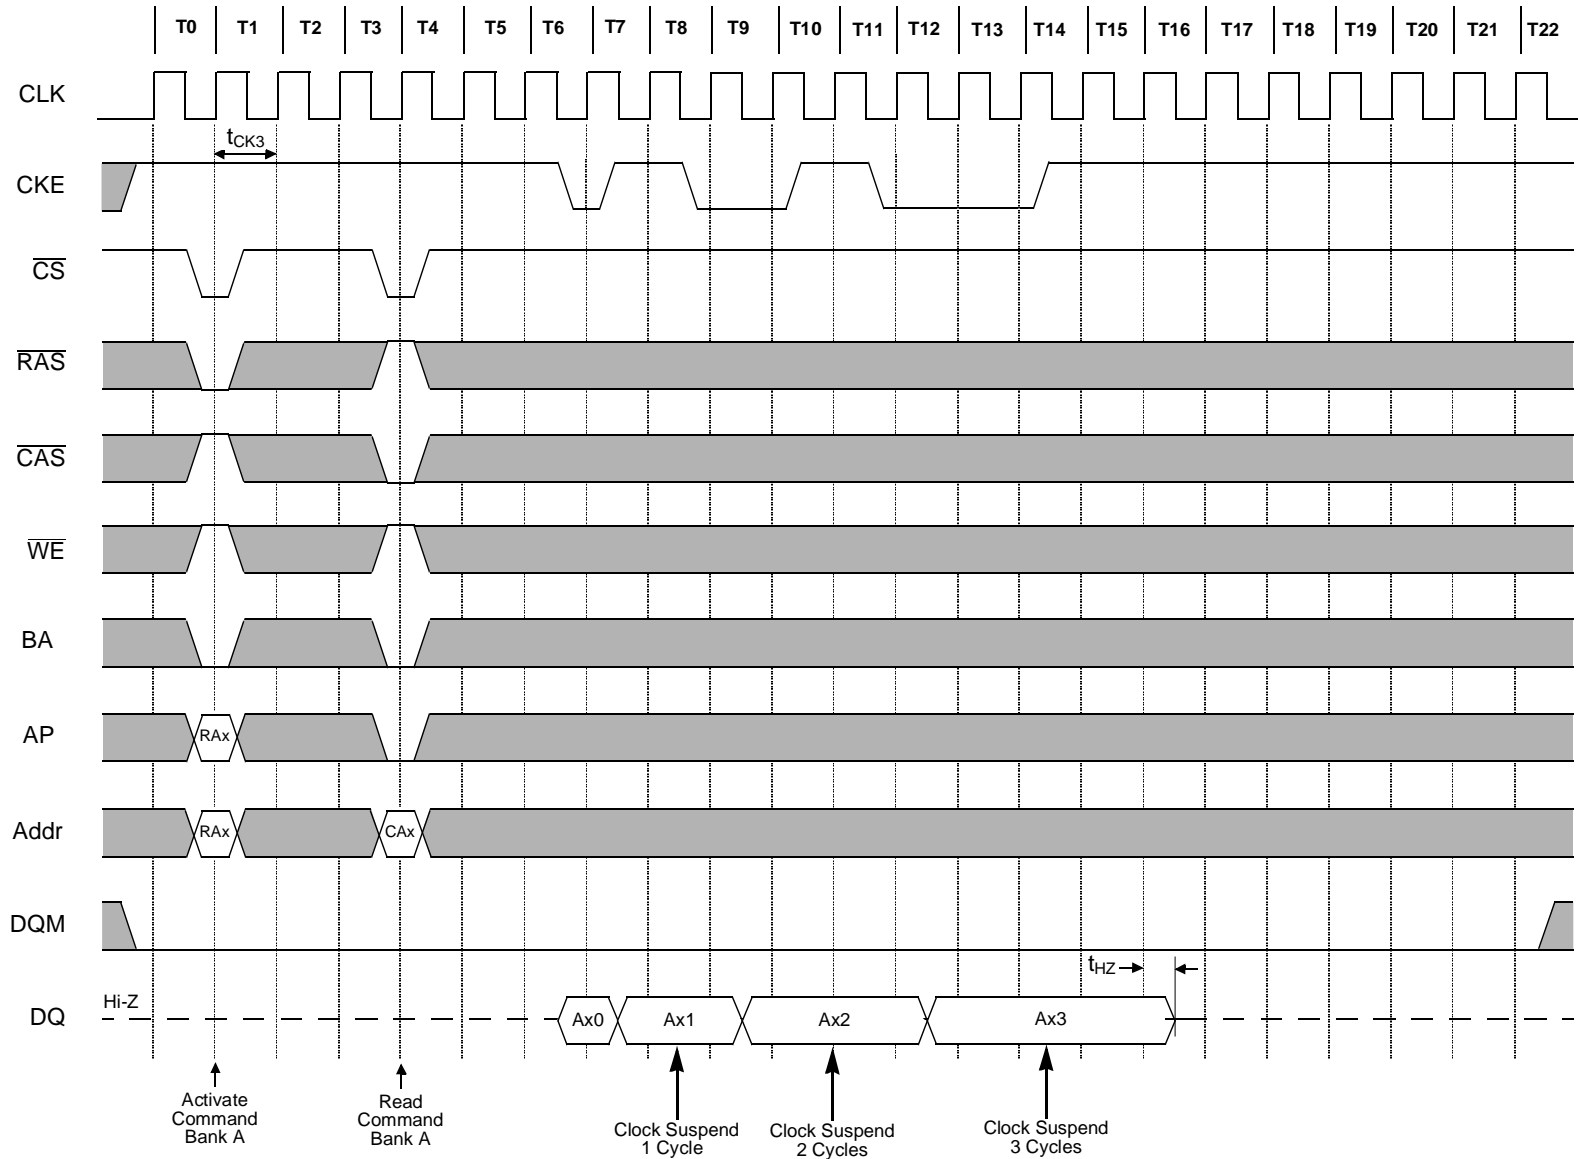 T0 T1 T2 T3 T4 T5 T6 T7 T8 T9 T10 T11 T12 T13 T14 T15 T16 T17 T18 T19 T20 T21 T22
CLK
tCK3
CKE
CS
RAS
CAS
WE
BA
AP
RAx
Addr
RAx CAx
DQM
tHZ
Hi-Z
DQ
Ax0 Ax1 Ax2 Ax3
Activate
Command
Bank A
Read
Command
Bank A
Clock Suspend
1 Cycle
Clock Suspend
2 Cycles
Clock Suspend
3 Cycles